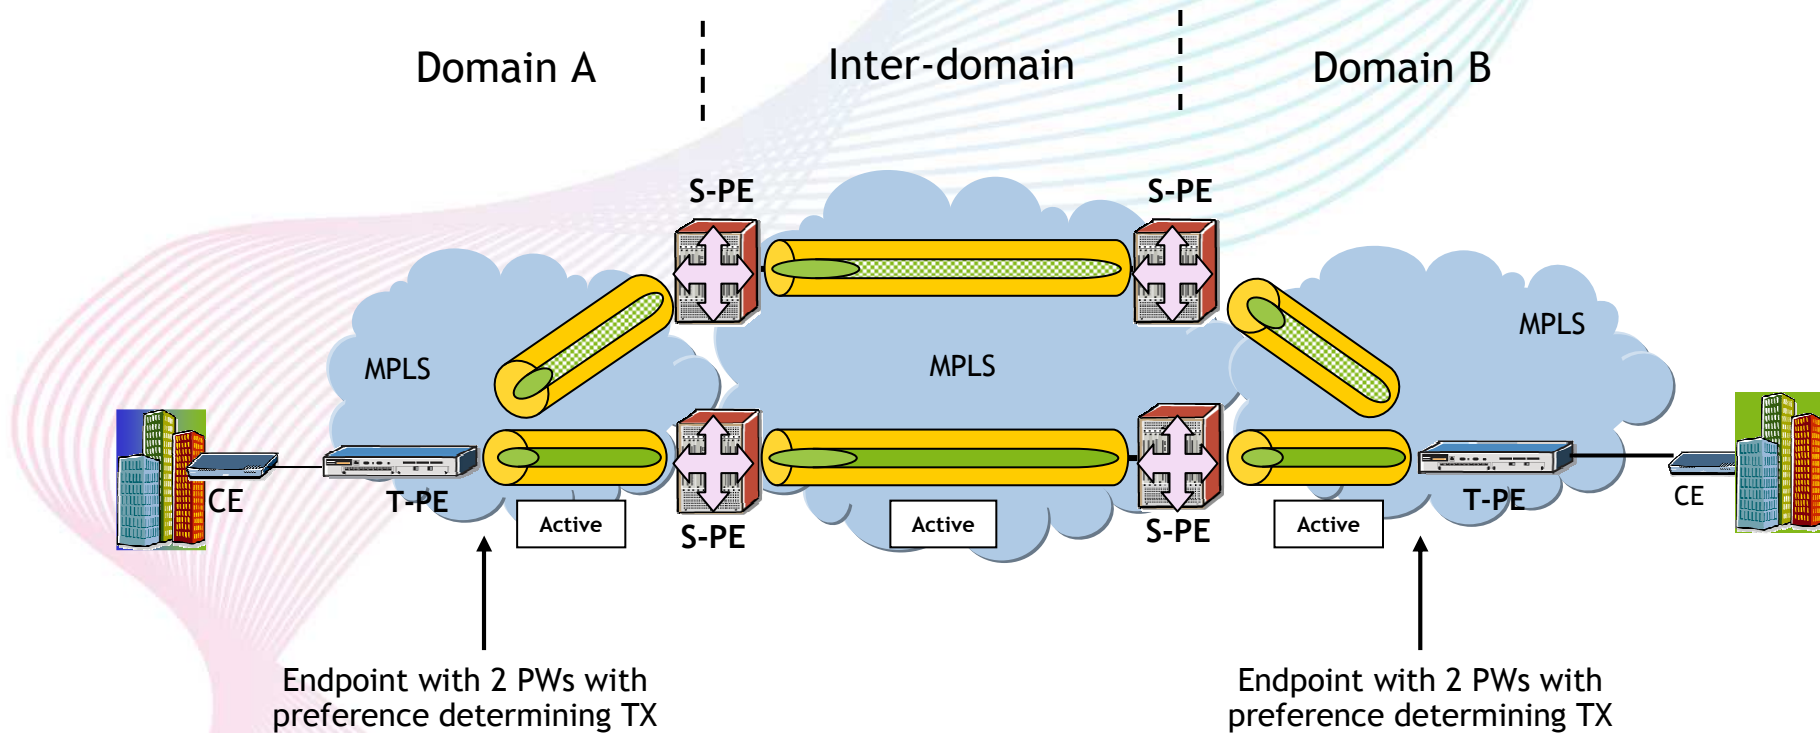 Domain A
Inter-domain
Domain B
S-PE
S-PE
MPLS
MPLS
MPLS
CE
T-PE
Active
S-PE
Active
S-PE
Active
T-PE
CE
Endpoint with 2 PWs with
preference determining TX
Endpoint with 2 PWs with
preference determining TX